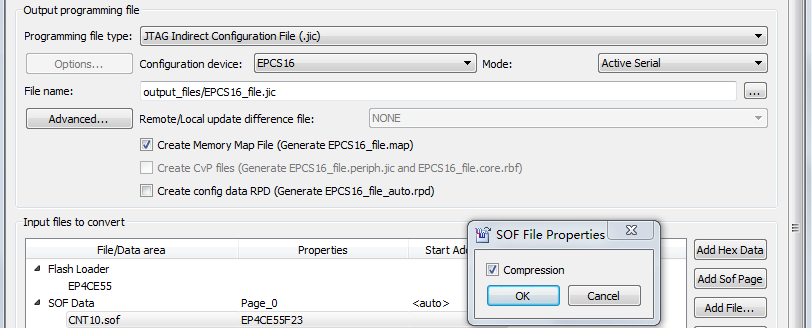 Output programming file
Programming file type: JTAG Indirect Configuration File (.jic)
Options... Configuration device: EPCS16 Mode: Active Serial
File name: output_files/EPCS16_file.jic ...
Advanced... Remote/Local update difference file: NONE
Create Memory Map File (Generate EPCS16_file.map)
Create CvP files (Generate EPCS16_file.periph.jic and EPCS16_file.core.rbf)
Create config data RPD (Generate EPCS16_file_auto.rpd)
Input files to convert
File/Data area Properties Start Add
Flash Loader
EP4CE55
SOF Data Page_0 <auto>
CNT10.sof EP4CE55F23
SOF File Properties
Compression
OK Cancel
Add Hex Data
Add Sof Page
Add File...